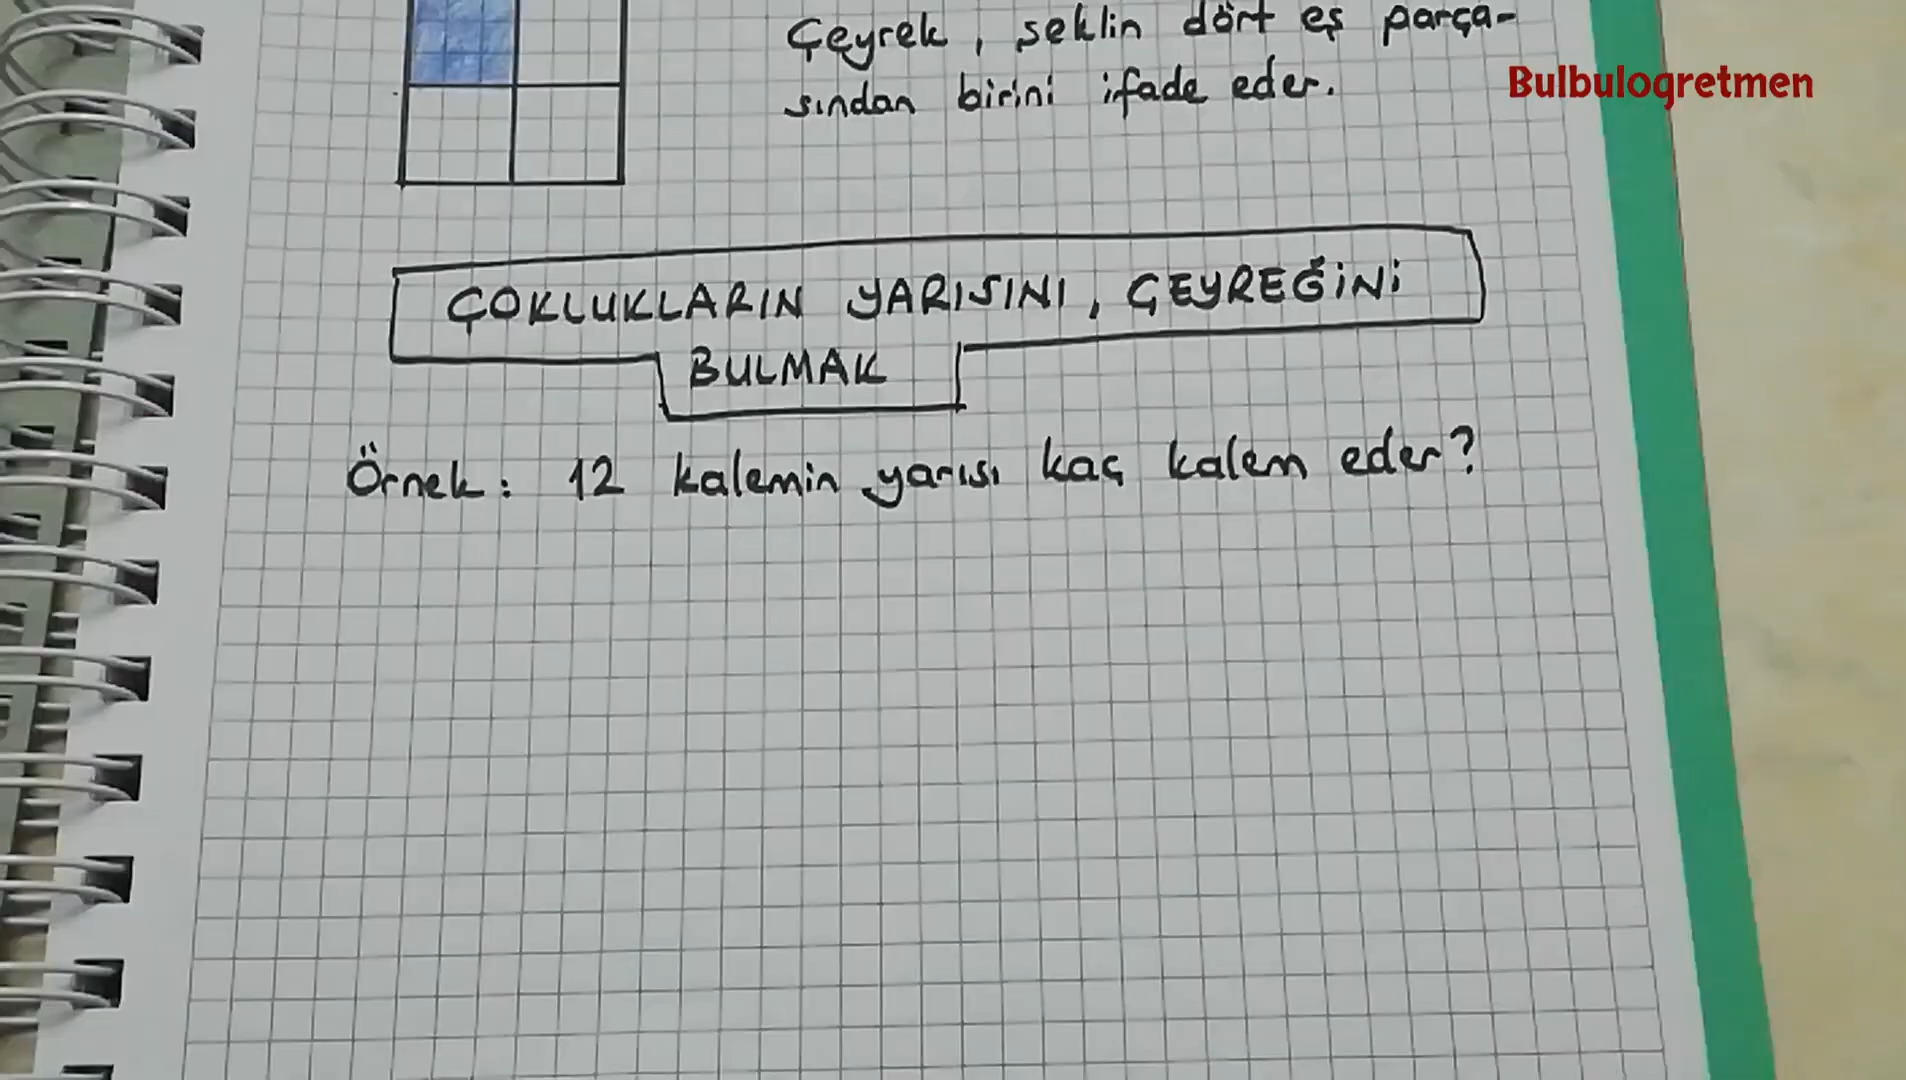 Çeyrek, şeklin dört eş parça-
sından birini ifade eder.
Bulbulogretmen
ÇOKLUKLARIN YARISINI, ÇEYREĞİNİ
BULMAK
Örnek: 12 kalemin yarısı kaç kalem eder?